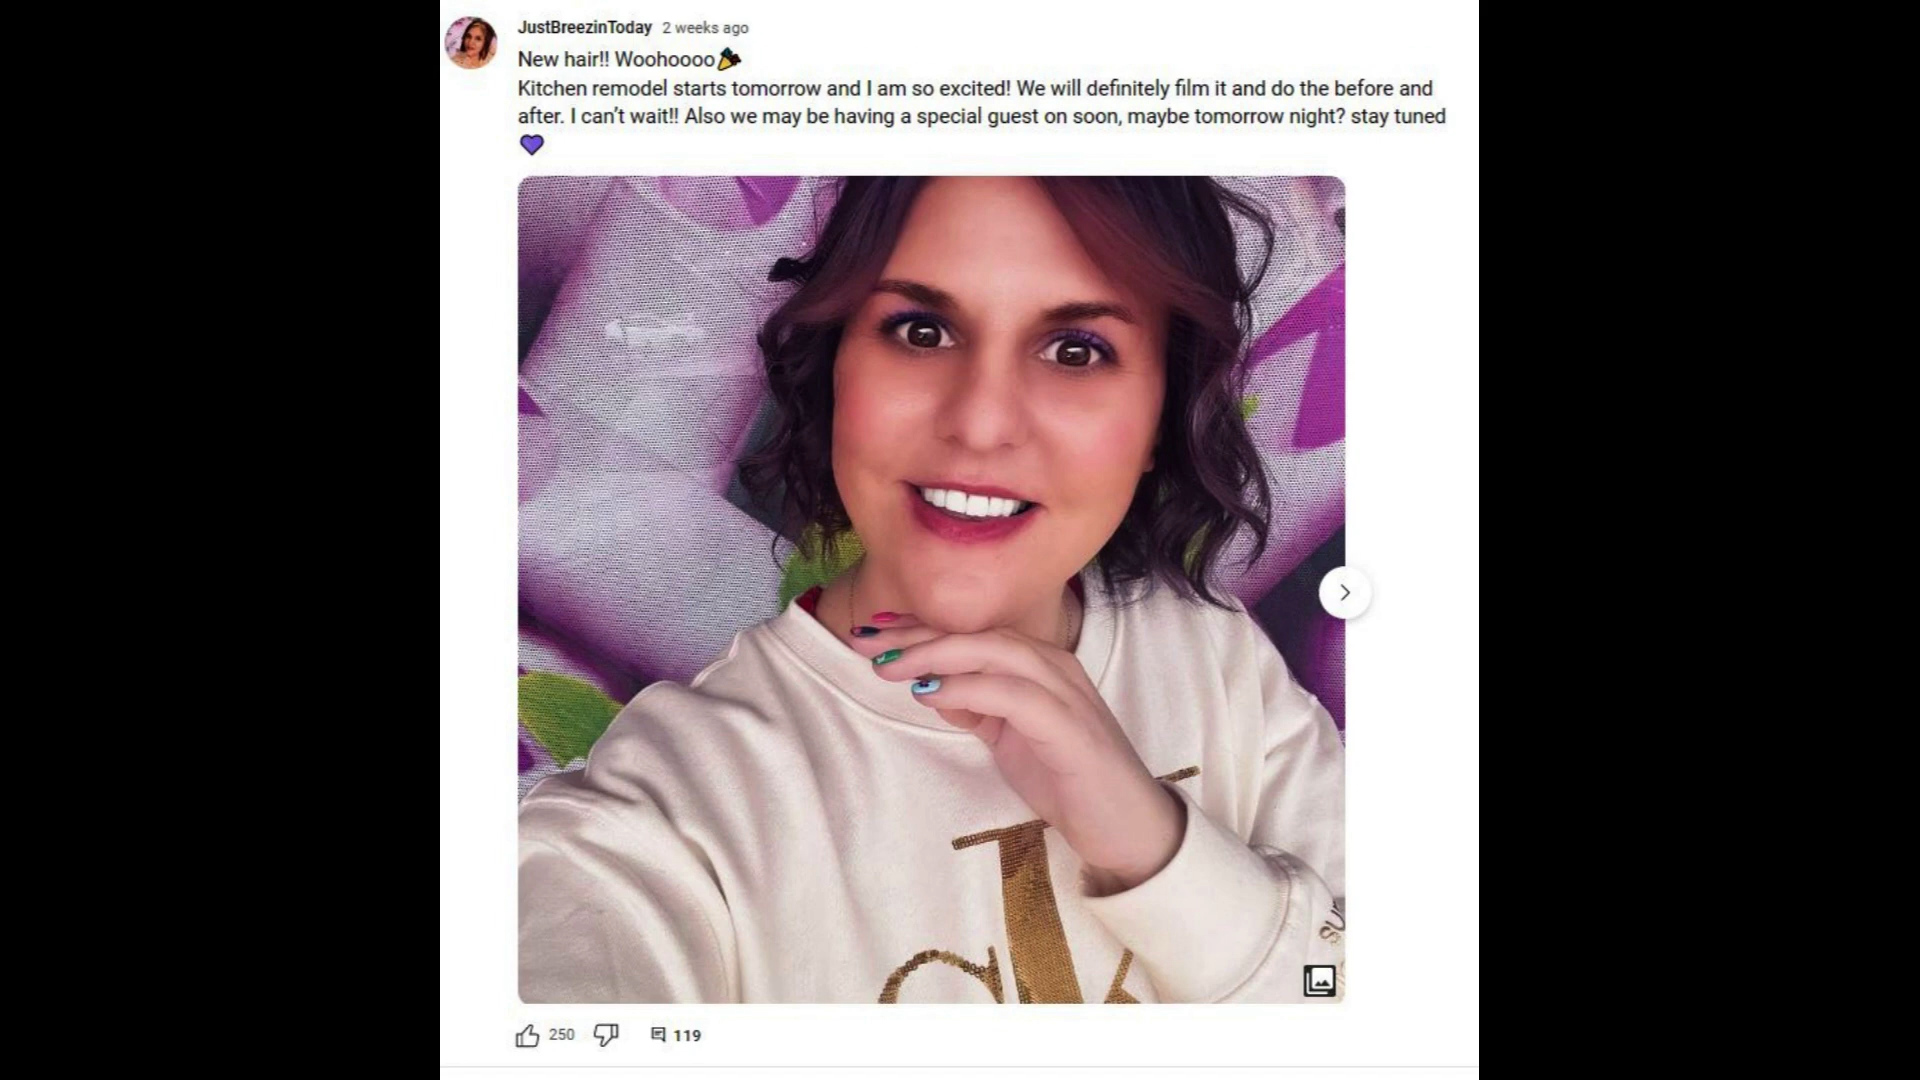 JustBreezinToday 2 weeks ago
New hair!! Woohoooo🎉
Kitchen remodel starts tomorrow and I am so excited! We will definitely film it and do the before and
after. I can’t wait!! Also we may be having a special guest on soon, maybe tomorrow night? stay tuned
💜
ck
su
250 119